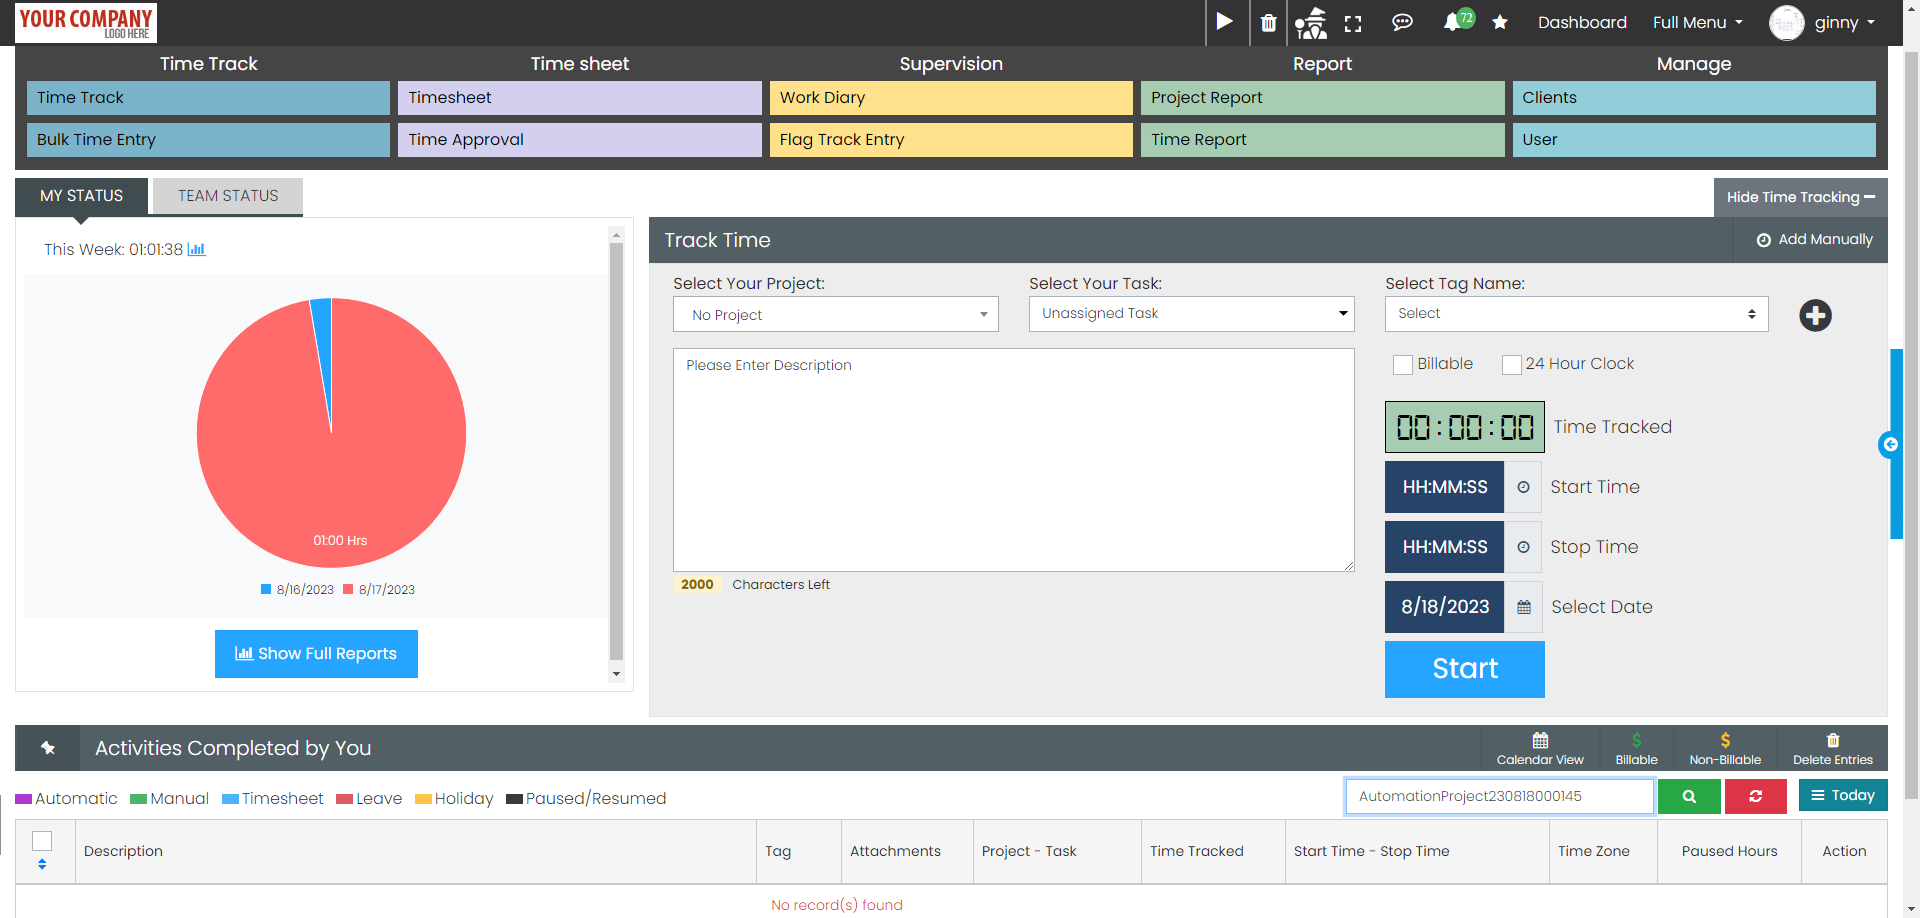 YOUR COMPANY
LOGO HERE
72
Dashboard
Full Menu
ginny
Time Track
Time sheet
Supervision
Report
Manage
Time Track
Timesheet
Work Diary
Project Report
Clients
Bulk Time Entry
Time Approval
Flag Track Entry
Time Report
User
MY STATUS
TEAM STATUS
Hide Time Tracking
This Week: 01:01:38
01:00 Hrs
8/16/2023
8/17/2023
Show Full Reports
Track Time
Add Manually
Select Your Project:
Select Your Task:
Select Tag Name:
No Project
Unassigned Task
Select
Please Enter Description
Billable
24 Hour Clock
00:00:00
Time Tracked
HH:MM:SS
Start Time
HH:MM:SS
Stop Time
8/18/2023
Select Date
2000
Characters Left
Start
Activities Completed by You
Calendar View
Billable
Non-Billable
Delete Entries
Automatic
Manual
Timesheet
Leave
Holiday
Paused/Resumed
AutomationProject230818000145
Today
Description
Tag
Attachments
Project - Task
Time Tracked
Start Time - Stop Time
Time Zone
Paused Hours
Action
No record(s) found